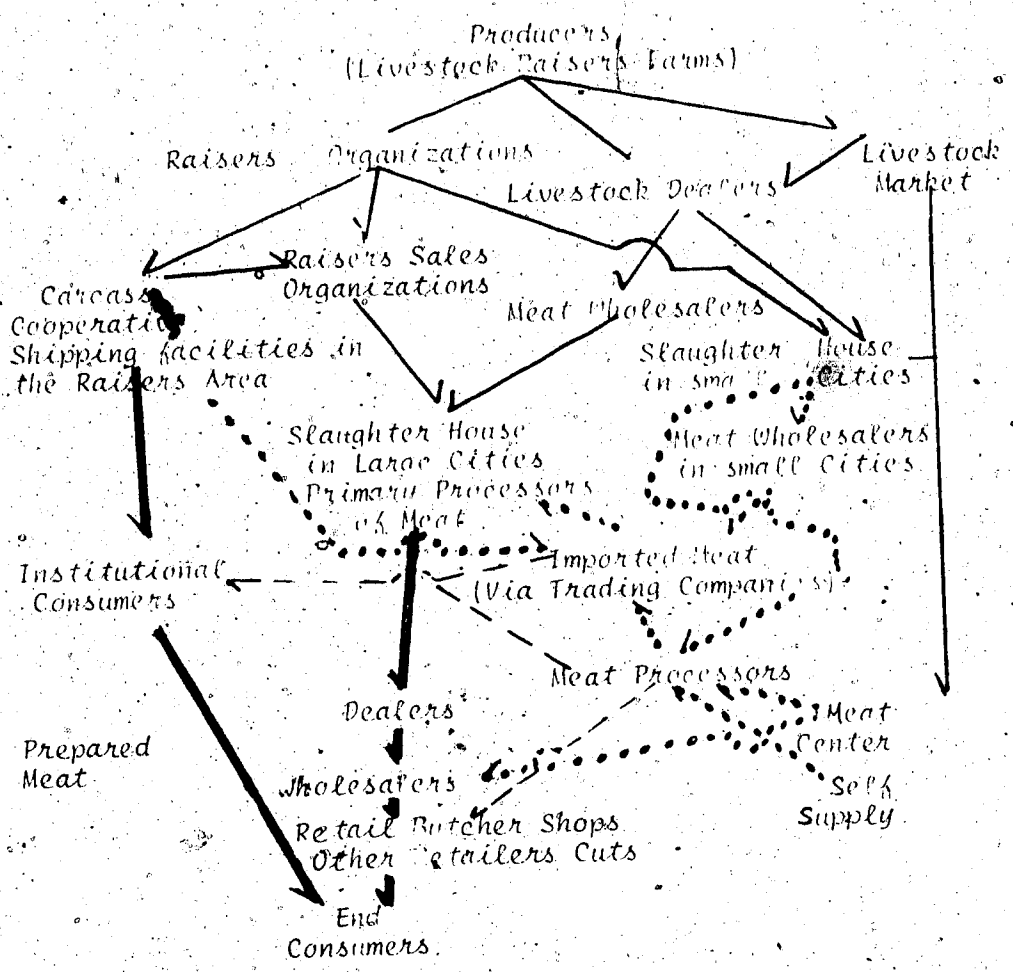 Producers
(Livestock Raisers Farms)
Raisers Organizations
Livestock Market
Livestock Dealers
Raisers Sales
Organizations
Carcass
Cooperative
Shipping facilities in
the Raisers Area
Meat Wholesalers
Slaughter House
in small Cities
Slaughter House
in Large Cities
Primary Processors
of Meat
Meat Wholesalers
in small Cities
Imported Meat
(Via Trading Companies)
Institutional
Consumers
Meat Processors
Dealers
Meat
Center
Prepared
Meat
Wholesalers
Self
Supply
Retail Butcher Shops
Other Retailers Cuts
End
Consumers.